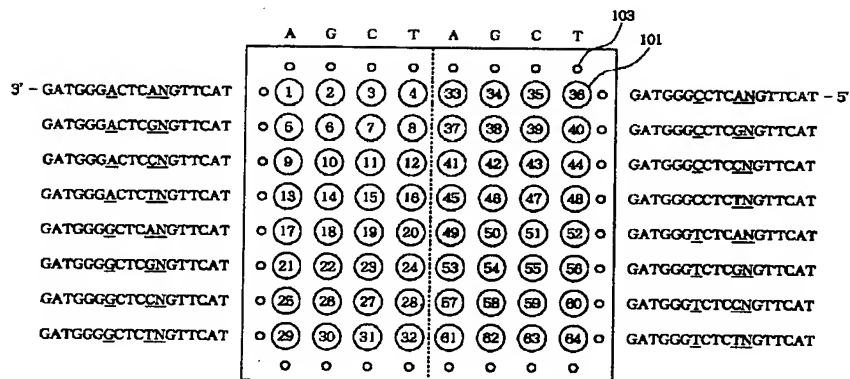 103
A G C T A G C T
101
3' - GATGGGACTCANGTTCAT 1 2 3 4 33 34 35 36 GATGGGCCTCANGTTCAT - 5'
GATGGGACTCGNGTTCAT 5 6 7 8 37 38 39 40 GATGGGCCTCGNGTTCAT
GATGGGACTCCNGTTCAT 9 10 11 12 41 42 43 44 GATGGGCCTCCNGTTCAT
GATGGGACTCTNGTTCAT 13 14 15 16 45 46 47 48 GATGGGCCTCTNGTTCAT
GATGGGGCTCANGTTCAT 17 18 19 20 49 50 51 52 GATGGGTCTCANGTTCAT
GATGGGGCTCGNGTTCAT 21 22 23 24 53 54 55 56 GATGGGTCTCGNGTTCAT
GATGGGGCTCCNGTTCAT 25 26 27 28 57 58 59 60 GATGGGTCTCCNGTTCAT
GATGGGGCTCTNGTTCAT 29 30 31 32 61 62 63 64 GATGGGTCTCTNGTTCAT